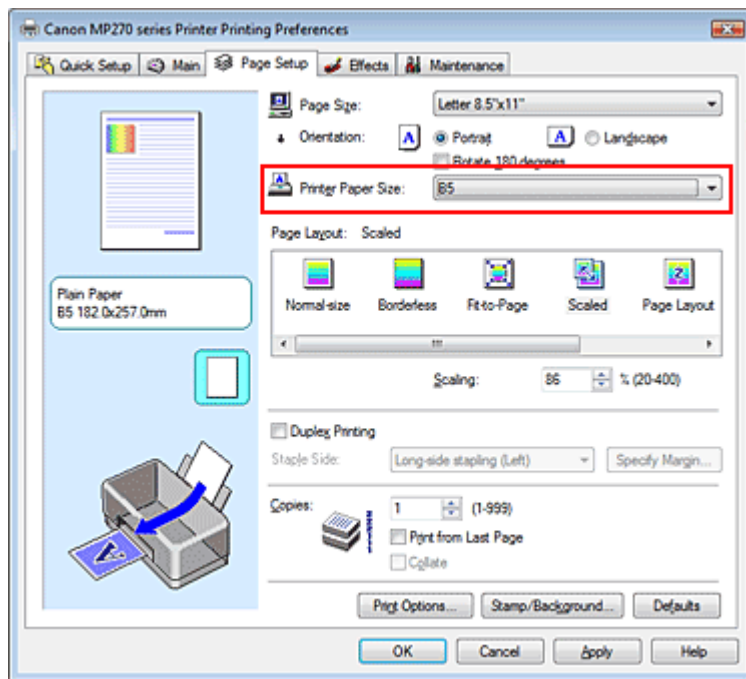 Canon MP270 series Printer Printing Preferences
Quick Setup Main Page Setup Effects Maintenance
Page Size: Letter 8.5"x11"
Orientation: A Portrait A Landscape
Rotate 180 degrees
Printer Paper Size: B5
Page Layout: Scaled
Normal-size Borderless Fit-to-Page Scaled Page Layout
Plain Paper
B5 182.0x257.0mm
Scaling: 86 % (20-400)
Duplex Printing
Staple Side: Long-side stapling (Left) Specify Margin...
Copies: 1 (1-999)
Print from Last Page
Collate
Print Options... Stamp/Background... Defaults
OK Cancel Apply Help